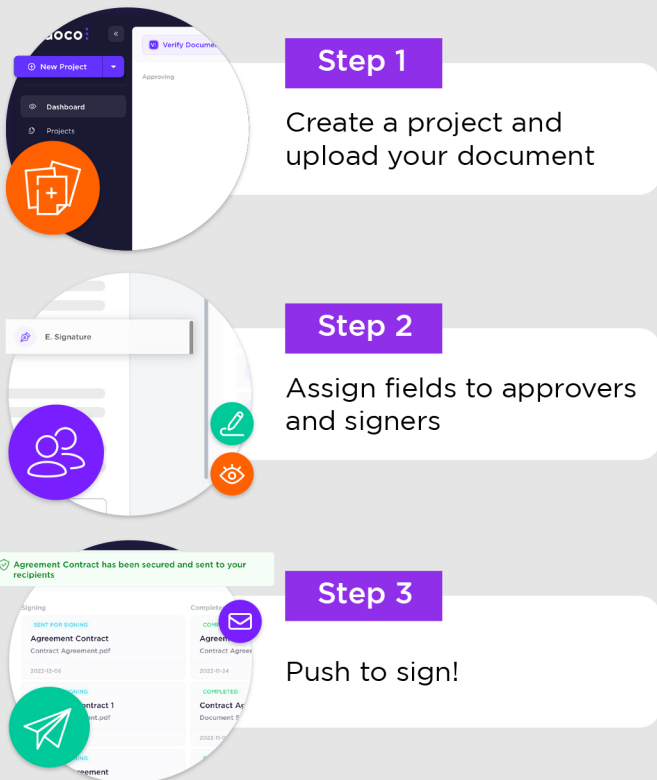 New Project
Verify
Approving
Dashboard
Projects
Step 1
Create a project and
upload your document
E. Signature
Step 2
Assign fields to approvers
and signers
Agreement Contract has been secured and sent to your
recipients
Step 3
Signing
SENT FOR SIGNING
Agreement Contract
Contract Agreement.pdf
2022-12-06
COMPLETED
Contract
Document
Push to sign!